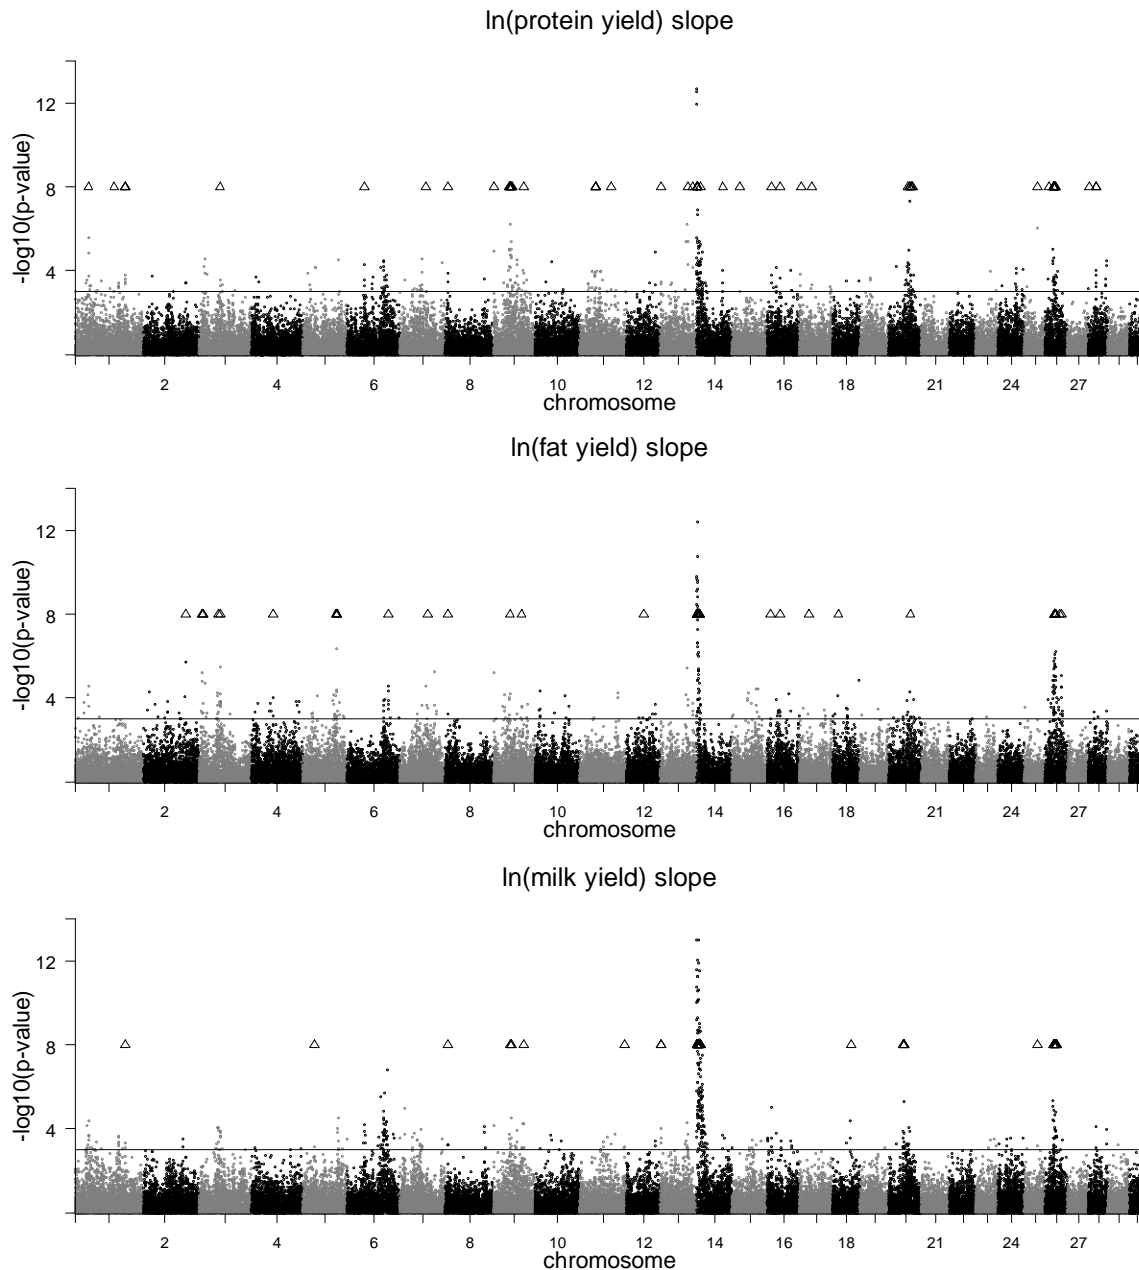 ln(protein yield) slope
12
8
4
-log10(p-value)
2 4 6 8 10 12 14 16 18 21 24 27
chromosome
ln(fat yield) slope
12
8
4
-log10(p-value)
2 4 6 8 10 12 14 16 18 21 24 27
chromosome
ln(milk yield) slope
12
8
4
-log10(p-value)
2 4 6 8 10 12 14 16 18 21 24 27
chromosome